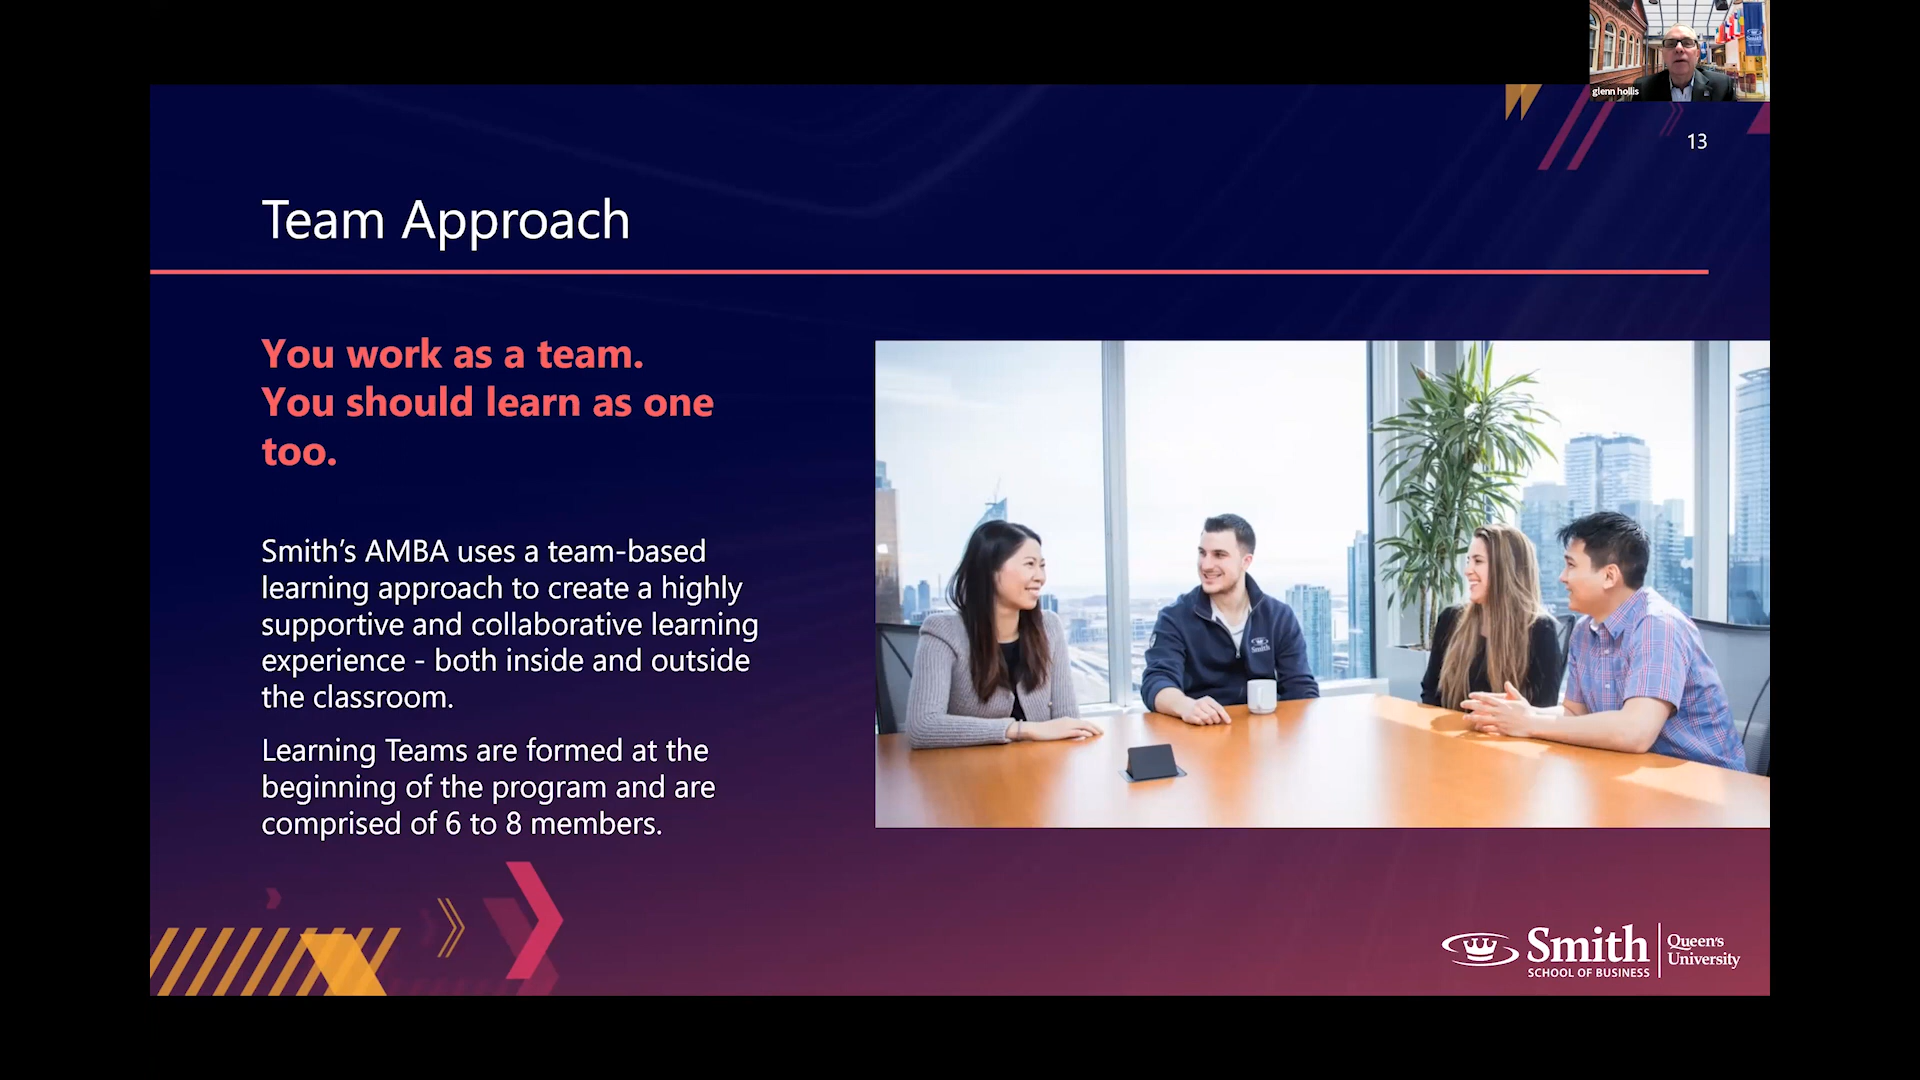 glenn hollis
13
Team Approach
You work as a team.
You should learn as one
too.
Smith's AMBA uses a team-based
learning approach to create a highly
supportive and collaborative learning
experience - both inside and outside
the classroom.
Learning Teams are formed at the
beginning of the program and are
comprised of 6 to 8 members.
Smith
Smith
SCHOOL OF BUSINESS
Queen's
University